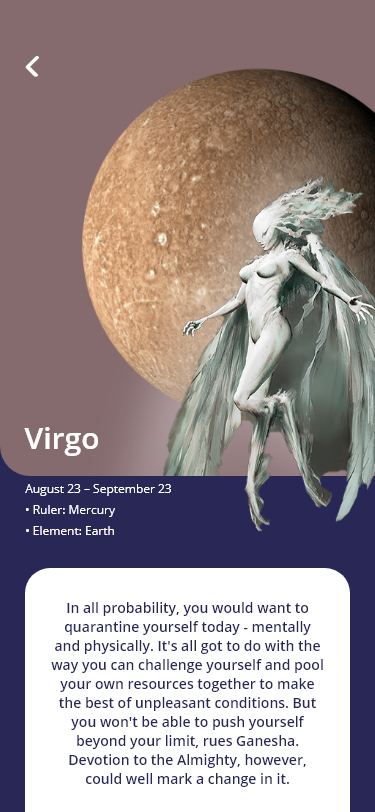 Virgo
August 23 – September 23
• Ruler: Mercury
• Element: Earth
In all probability, you would want to
quarantine yourself today - mentally
and physically. It's all got to do with the
way you can challenge yourself and pool
your own resources together to make
the best of unpleasant conditions. But
you won't be able to push yourself
beyond your limit, rues Ganesha.
Devotion to the Almighty, however,
could well mark a change in it.